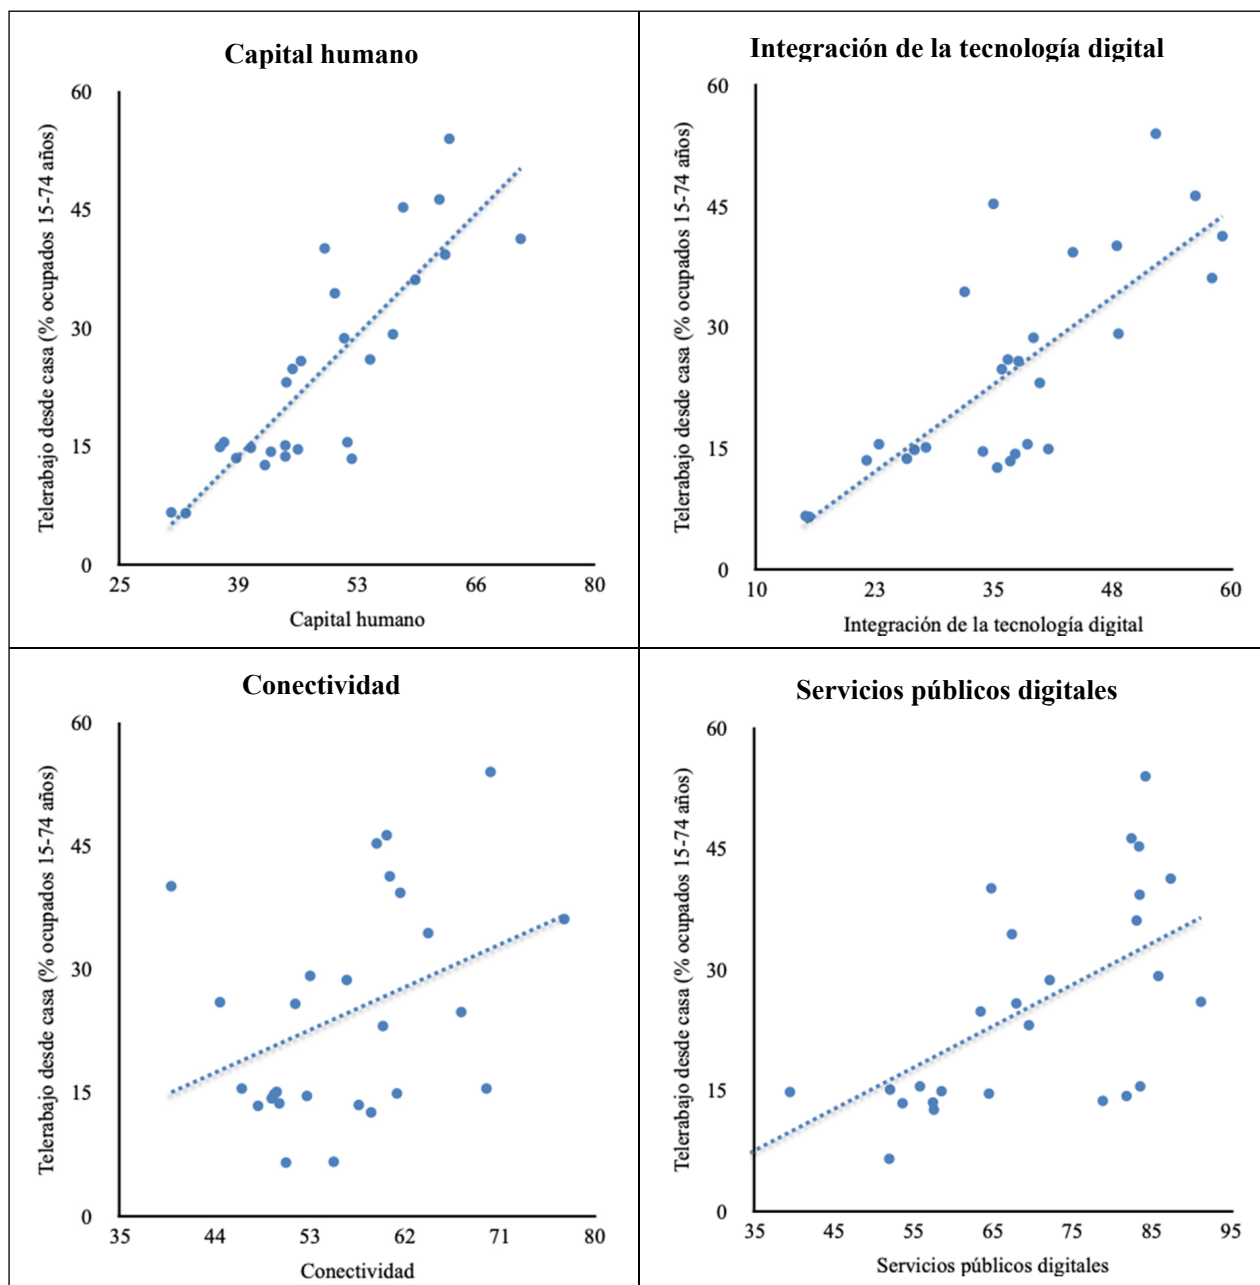 Capital humano
60
45
30
15
0
Telerabajo desde casa (% ocupados 15-74 años)
25 39 53 66 80
Capital humano
Integración de la tecnología digital
60
45
30
15
0
Telerabajo desde casa (% ocupados 15-74 años)
10 23 35 48 60
Integración de la tecnología digital
Conectividad
60
45
30
15
0
Telerabajo desde casa (% ocupados 15-74 años)
35 44 53 62 71 80
Conectividad
Servicios públicos digitales
60
45
30
15
0
Telerabajo desde casa (% ocupados 15-74 años)
35 55 65 75 85 95
Servicios públicos digitales